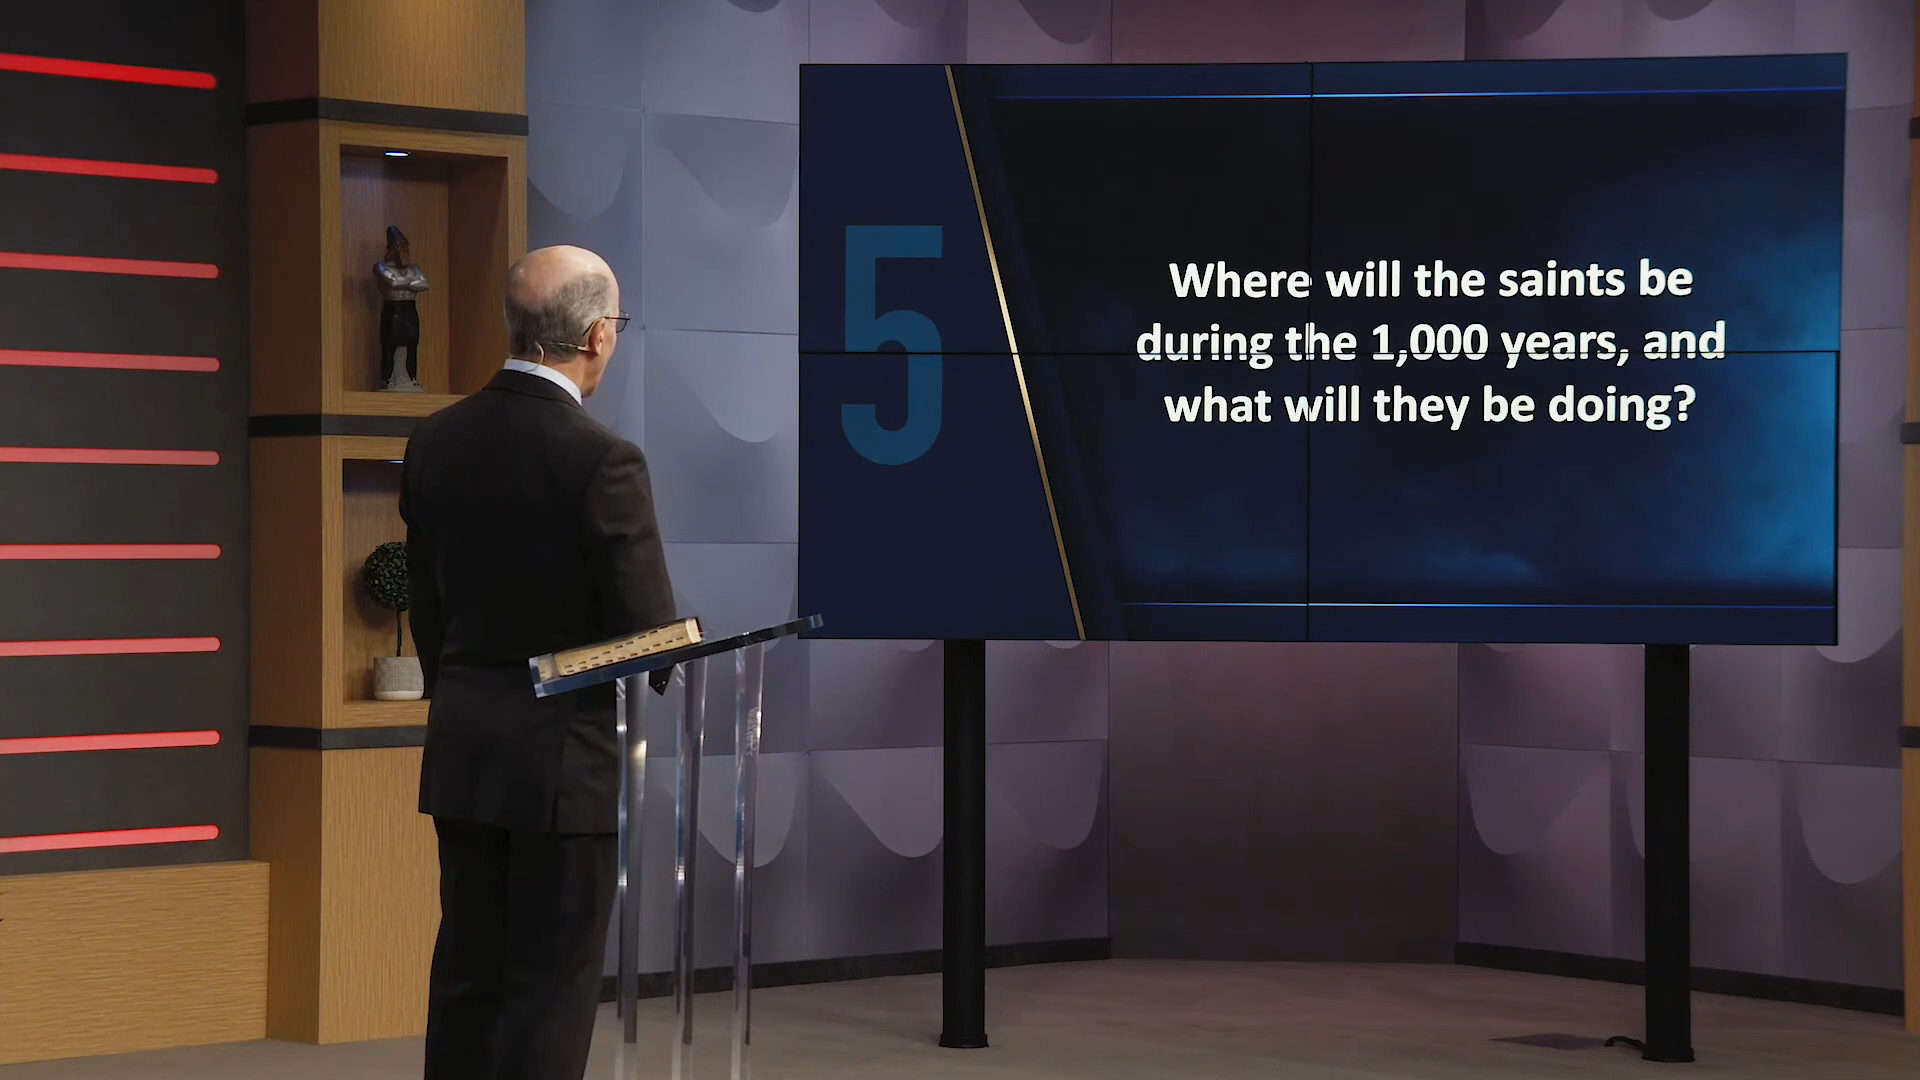 5
Where will the saints be
during the 1,000 years, and
what will they be doing?